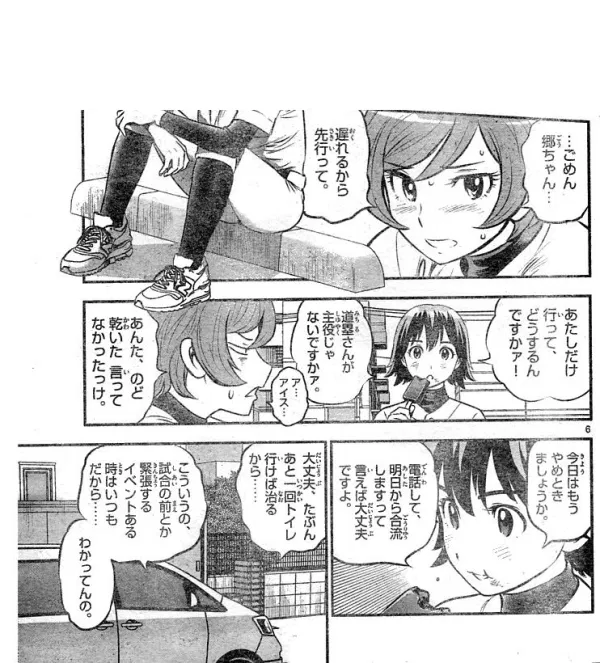 …ごめん
郷ちゃん…
遅れるから
先行って。
あたしだけ
行って、
どうするん
ですかァ!
道塁さんが
主役じゃ
ないですかァ。
ア…
アイス…
あんた、のど
乾いた 言って
なかったっけ。
6
今日はもう
やめとき
ましょうか。
電話して、
明日から合流
しますって
言えば大丈夫
ですよ。
大丈夫、たぶん
あと一回トイレ
行けば治る
から……
こういうの、
試合の前とか
緊張する
イベントある
時はいつも
だから……
わかってんの。